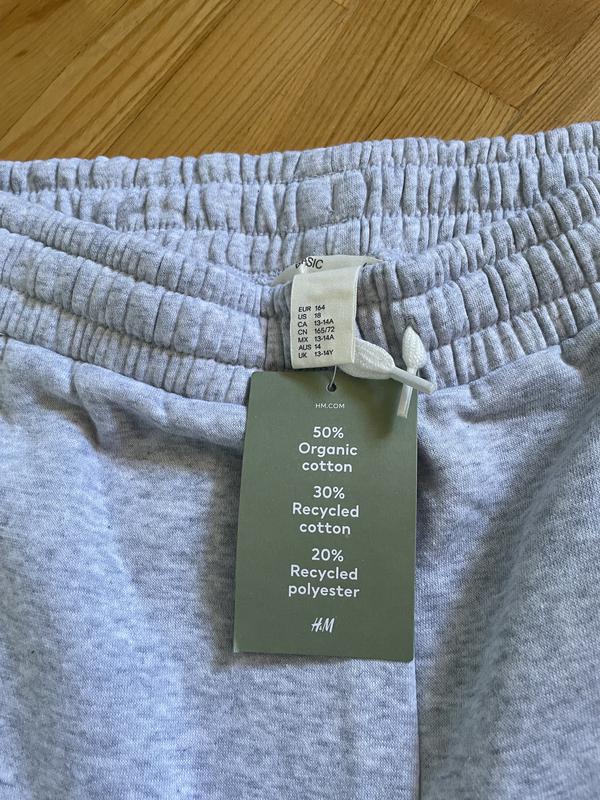 BASIC
EUR 164
US 18
CA 13-14A
CN 165/72
MX 13-14A
AUS 14
UK 13-14Y
HM.COM
50%
Organic
cotton
30%
Recycled
cotton
20%
Recycled
polyester
H&M